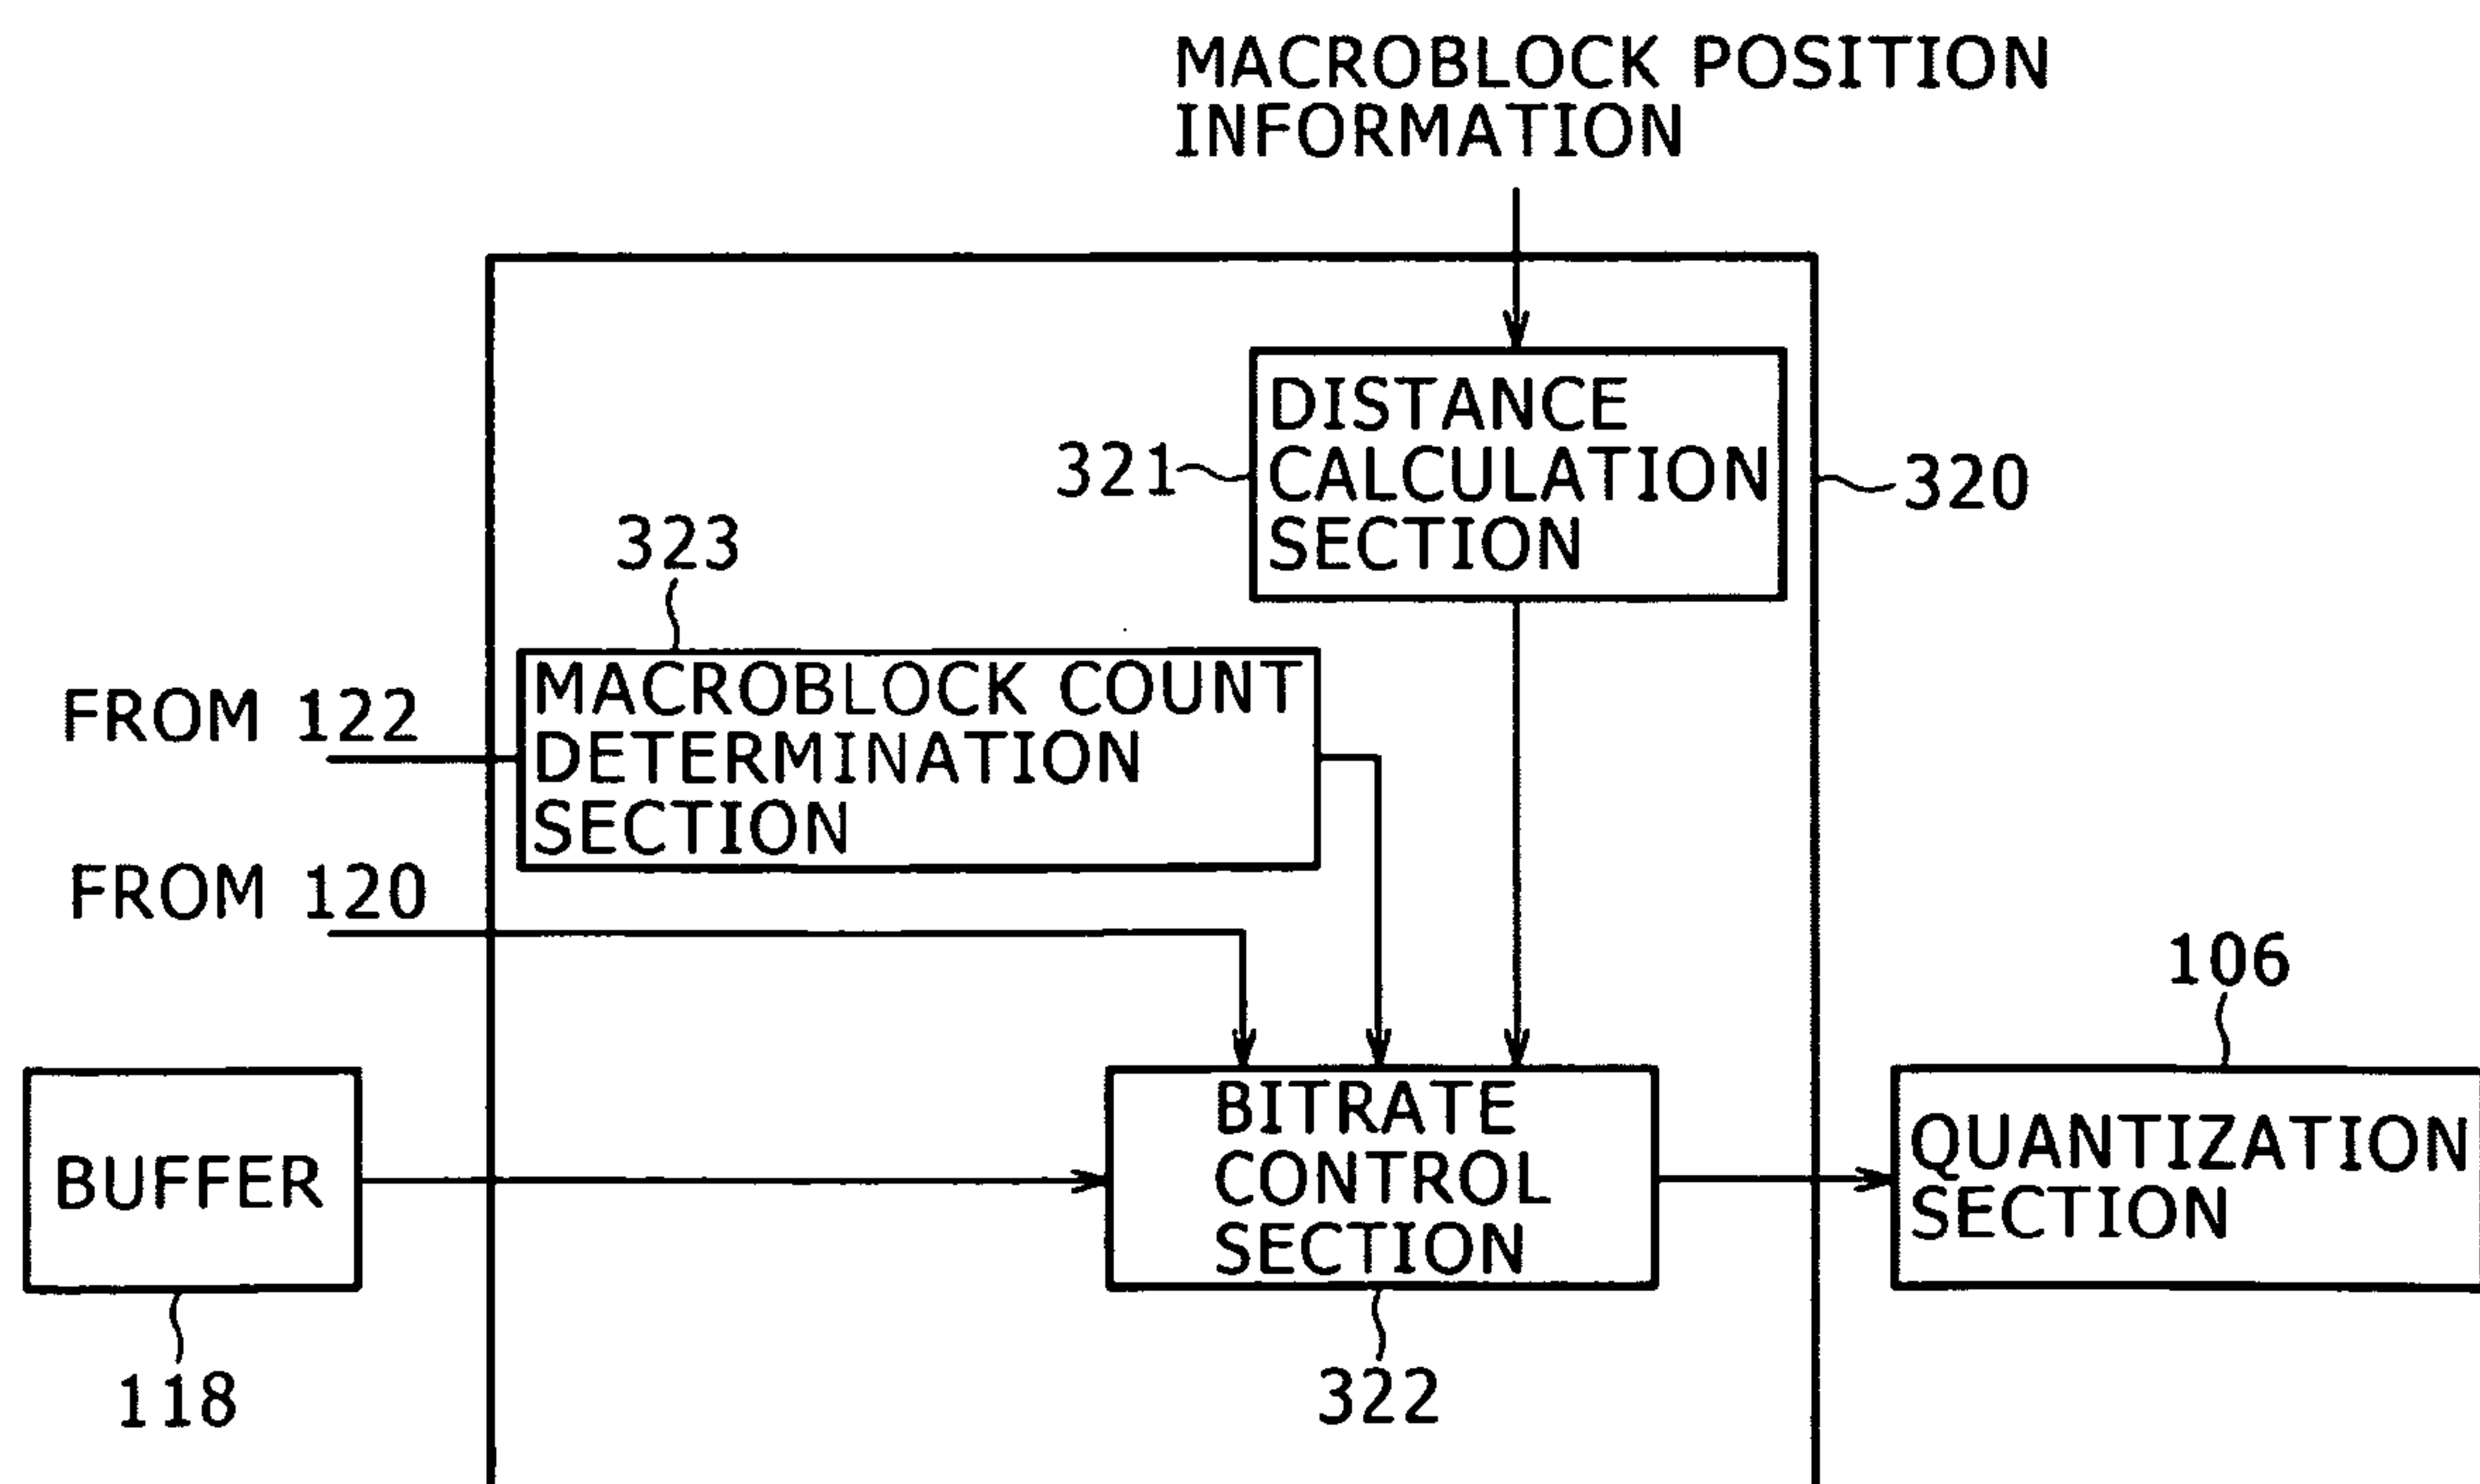 MACROBLOCK POSITION
INFORMATION
DISTANCE
CALCULATION
SECTION
321
320
323
MACROBLOCK COUNT
DETERMINATION
SECTION
FROM 122
FROM 120
106
BUFFER
BITRATE
CONTROL
SECTION
QUANTIZATION
SECTION
118
322